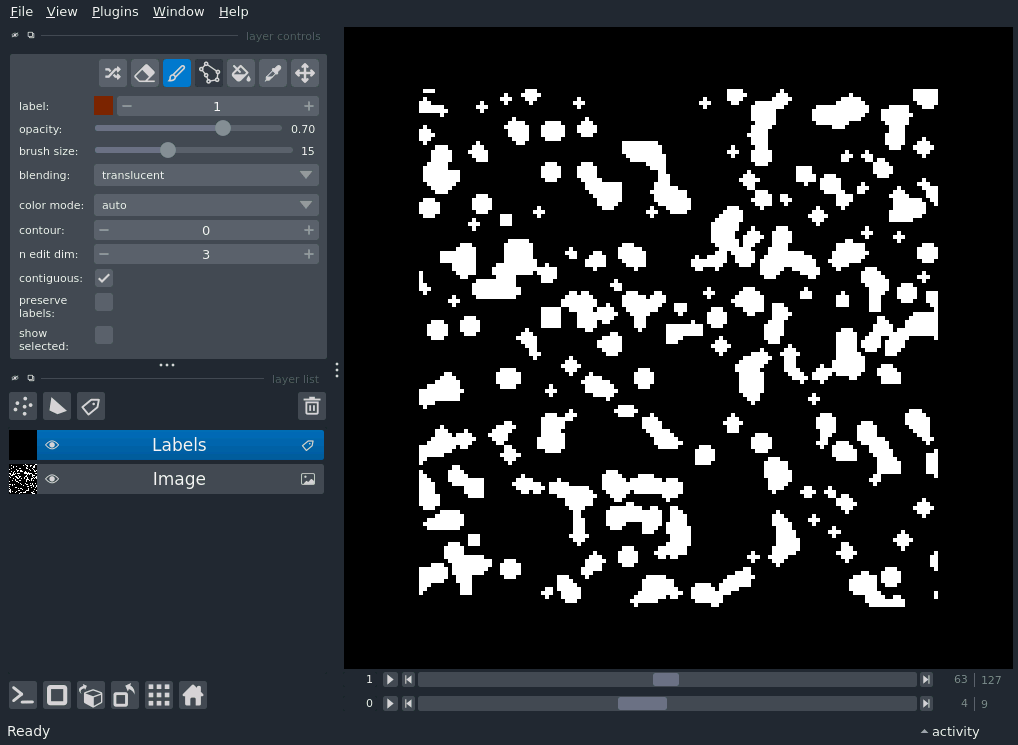 File View Plugins Window Help
layer controls
label: 1
opacity: 0.70
brush size: 15
blending: translucent
color mode: auto
contour: 0
n edit dim: 3
contiguous:
preserve
labels:
show
selected:
layer list
Labels
Image
1 63 127
0 4 9
Ready activity